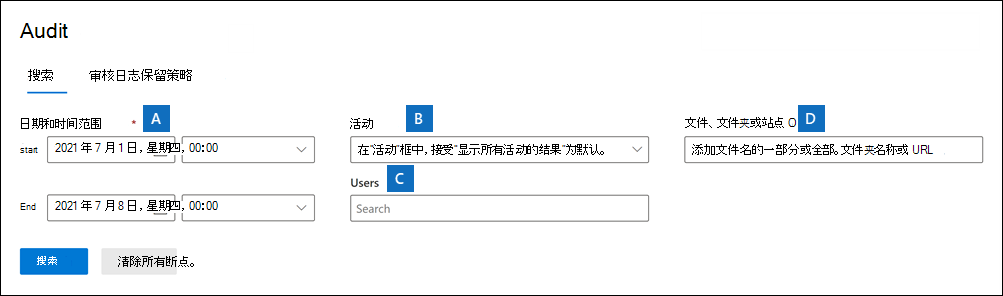 Audit
搜索 审核日志保留策略
日期和时间范围 * A
start 2021 年 7 月 1 日, 星期四, 00:00
End 2021 年 7 月 8 日, 星期四, 00:00
活动 B
在"活动"框中, 接受"显示所有活动的结果"为默认。
Users C
Search
文件、文件夹或站点 O D
添加文件名的一部分或全部。文件夹名称或 URL
搜索 清除所有断点。